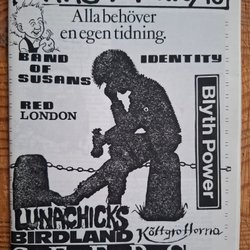 Alla behöver
en egen tidning.
BAND
OF
SUSANS
IDENTITY
RED
LONDON
Blyth Power
LUNACHICKS
Köttgrottorna
BIRDLAND